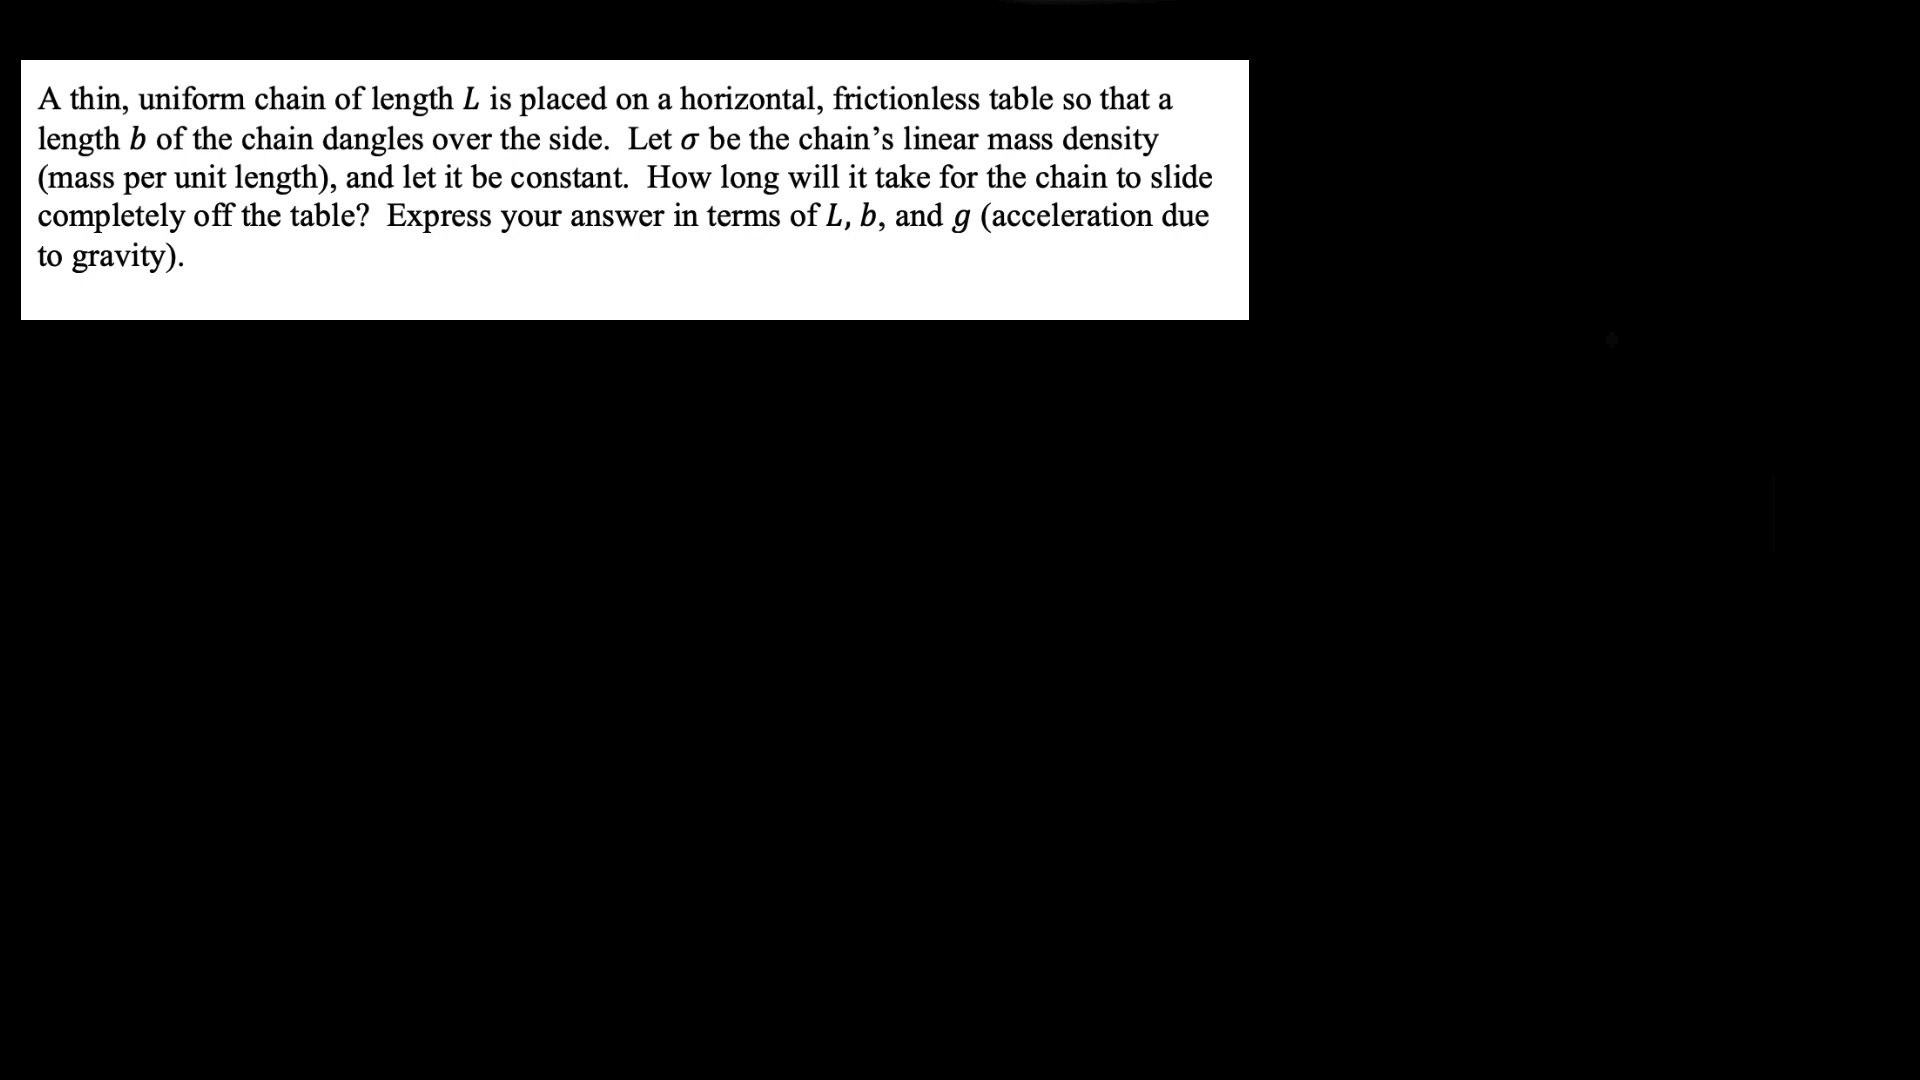 A thin, uniform chain of length L is placed on a horizontal, frictionless table so that a
length b of the chain dangles over the side.  Let σ be the chain’s linear mass density
(mass per unit length), and let it be constant.  How long will it take for the chain to slide
completely off the table?  Express your answer in terms of L, b, and g (acceleration due
to gravity).